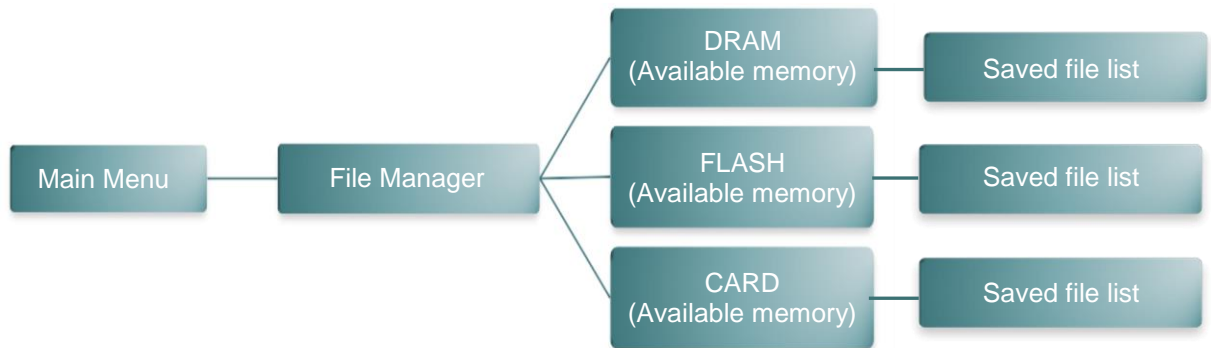 Main Menu
File Manager
DRAM
(Available memory)
Saved file list
FLASH
(Available memory)
Saved file list
CARD
(Available memory)
Saved file list